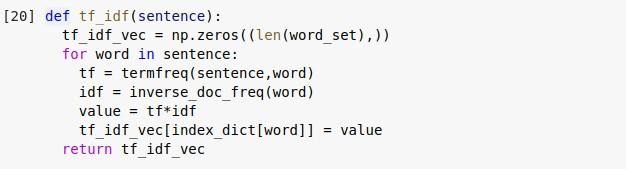 [20] def tf_idf(sentence):
tf_idf_vec = np.zeros((len(word_set),))
for word in sentence:
tf = termfreq(sentence,word)
idf = inverse_doc_freq(word)
value = tf*idf
tf_idf_vec[index_dict[word]] = value
return tf_idf_vec